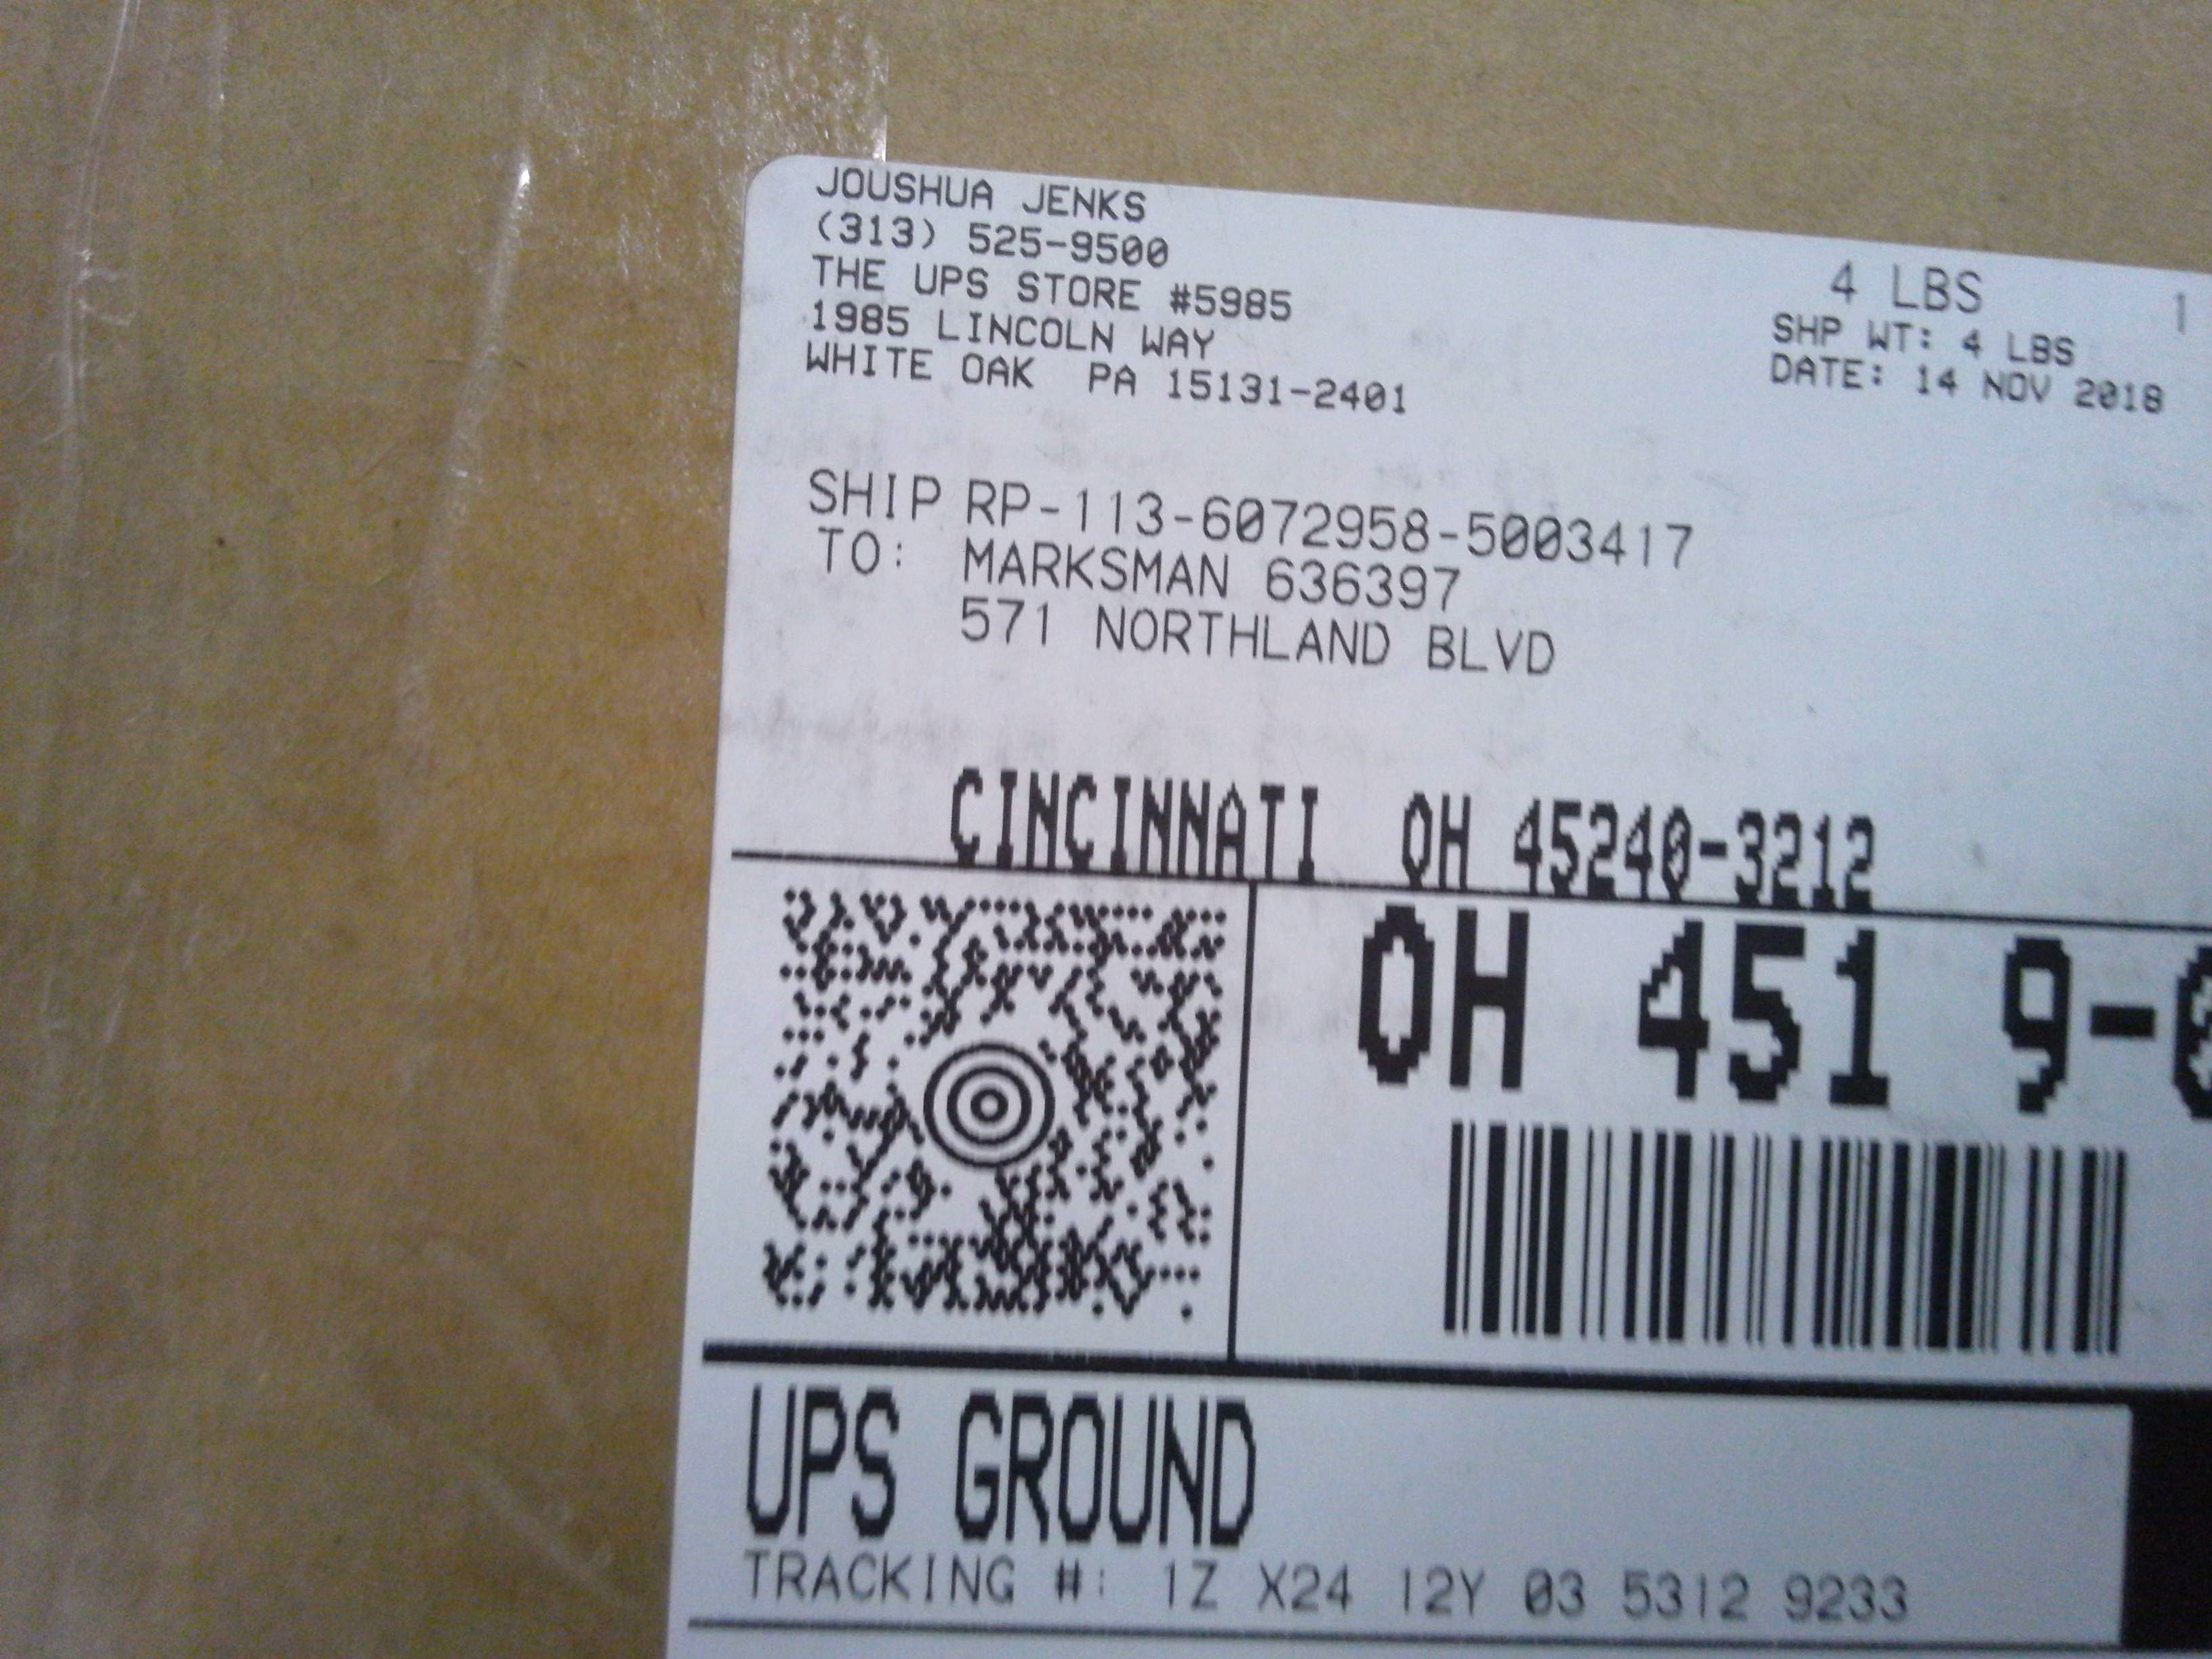 JOUSHUA JENKS
(313) 525-9500
THE UPS STORE #5985
1985 LINCOLN WAY
WHITE OAK PA 15131-2401
4 LBS 1
SHP WT: 4 LBS
DATE: 14 NOV 2018
SHIP RP-113-6072958-5003417
TO: MARKSMAN 636397
571 NORTHLAND BLVD
CINCINNATI OH 45240-3212
OH 451 9-0
UPS GROUND
TRACKING #: 1Z X24 12Y 03 5312 9233